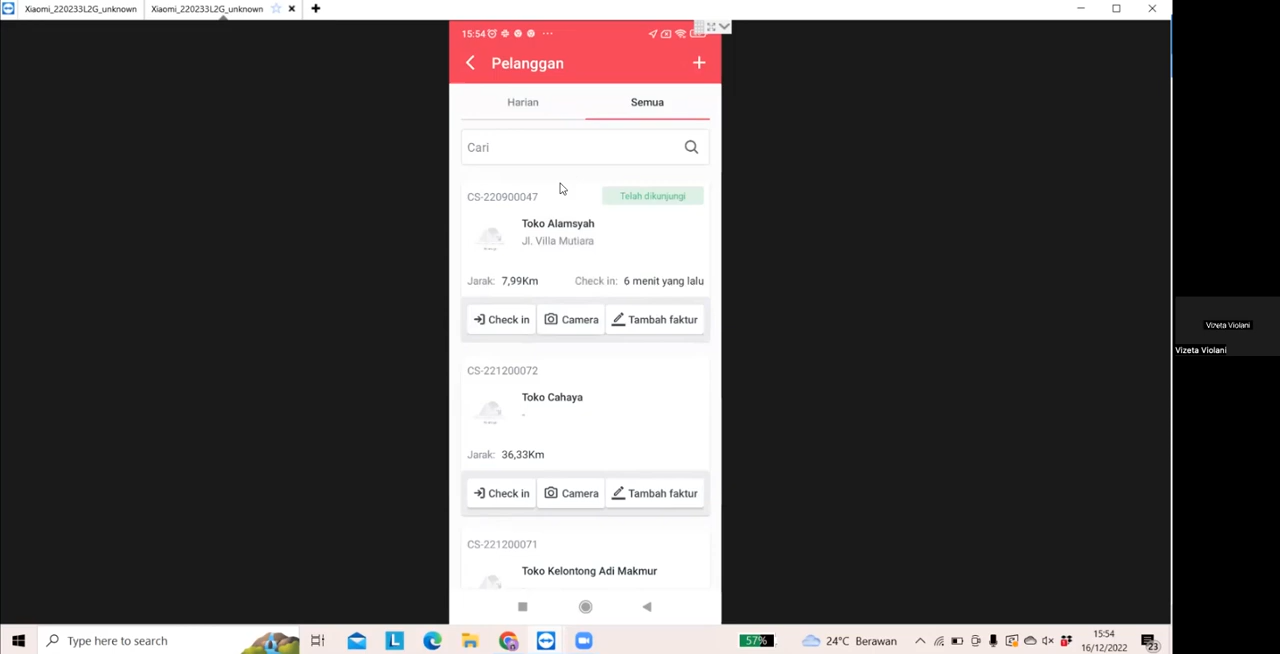 Xiaomi_220233L2G_unknown
Xiaomi_220233L2G_unknown
15:54
Pelanggan
Harian
Semua
Cari
CS-220900047
Telah dikunjungi
Toko Alamsyah
Jl. Villa Mutiara
Jarak: 7,99Km
Check in: 6 menit yang lalu
Check in
Camera
Tambah faktur
CS-221200072
Toko Cahaya
-
Jarak: 36,33Km
Check in
Camera
Tambah faktur
CS-221200071
Toko Kelontong Adi Makmur
Vizeta Violani
Vizeta Violani
Type here to search
57%
24°C Berawan
15:54
16/12/2022
23